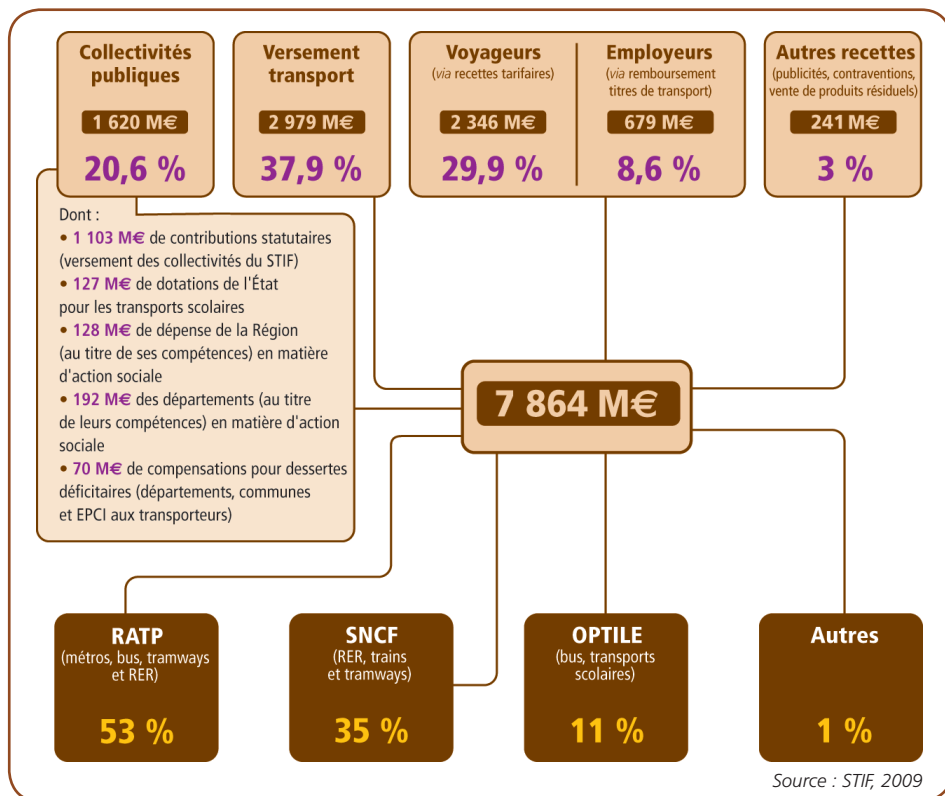 Collectivités
publiques
1 620 M€
20,6 %
Versement
transport
2 979 M€
37,9 %
Voyageurs
(via recettes tarifaires)
2 346 M€
29,9 %
Employeurs
(via remboursement
titres de transport)
679 M€
8,6 %
Autres recettes
(publicités, contraventions,
vente de produits résiduels)
241 M€
3 %
Dont :
• 1 103 M€ de contributions statutaires
(versement des collectivités du STIF)
• 127 M€ de dotations de l'État
pour les transports scolaires
• 128 M€ de dépense de la Région
(au titre de ses compétences) en matière
d'action sociale
• 192 M€ des départements (au titre
de leurs compétences) en matière d'action
sociale
• 70 M€ de compensations pour dessertes
déficitaires (départements, communes
et EPCI aux transporteurs)
7 864 M€
RATP
(métros, bus, tramways
et RER)
53 %
SNCF
(RER, trains
et tramways)
35 %
OPTILE
(bus, transports
scolaires)
11 %
Autres
1 %
Source : STIF, 2009